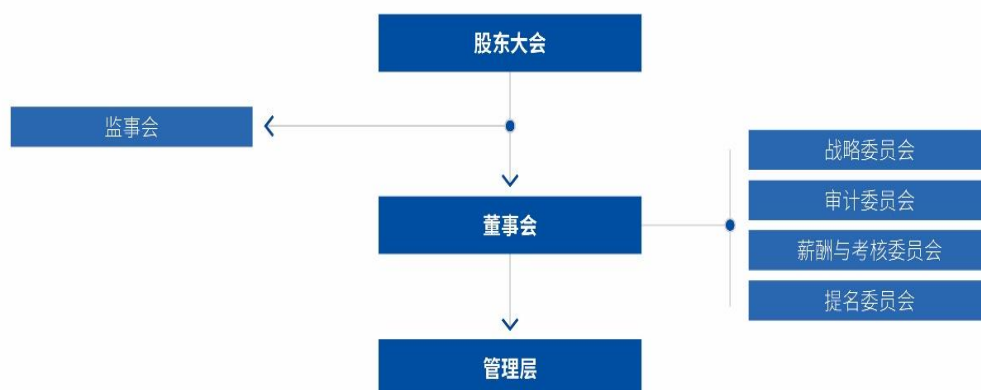 股东大会
监事会
战略委员会
审计委员会
董事会
薪酬与考核委员会
提名委员会
管理层